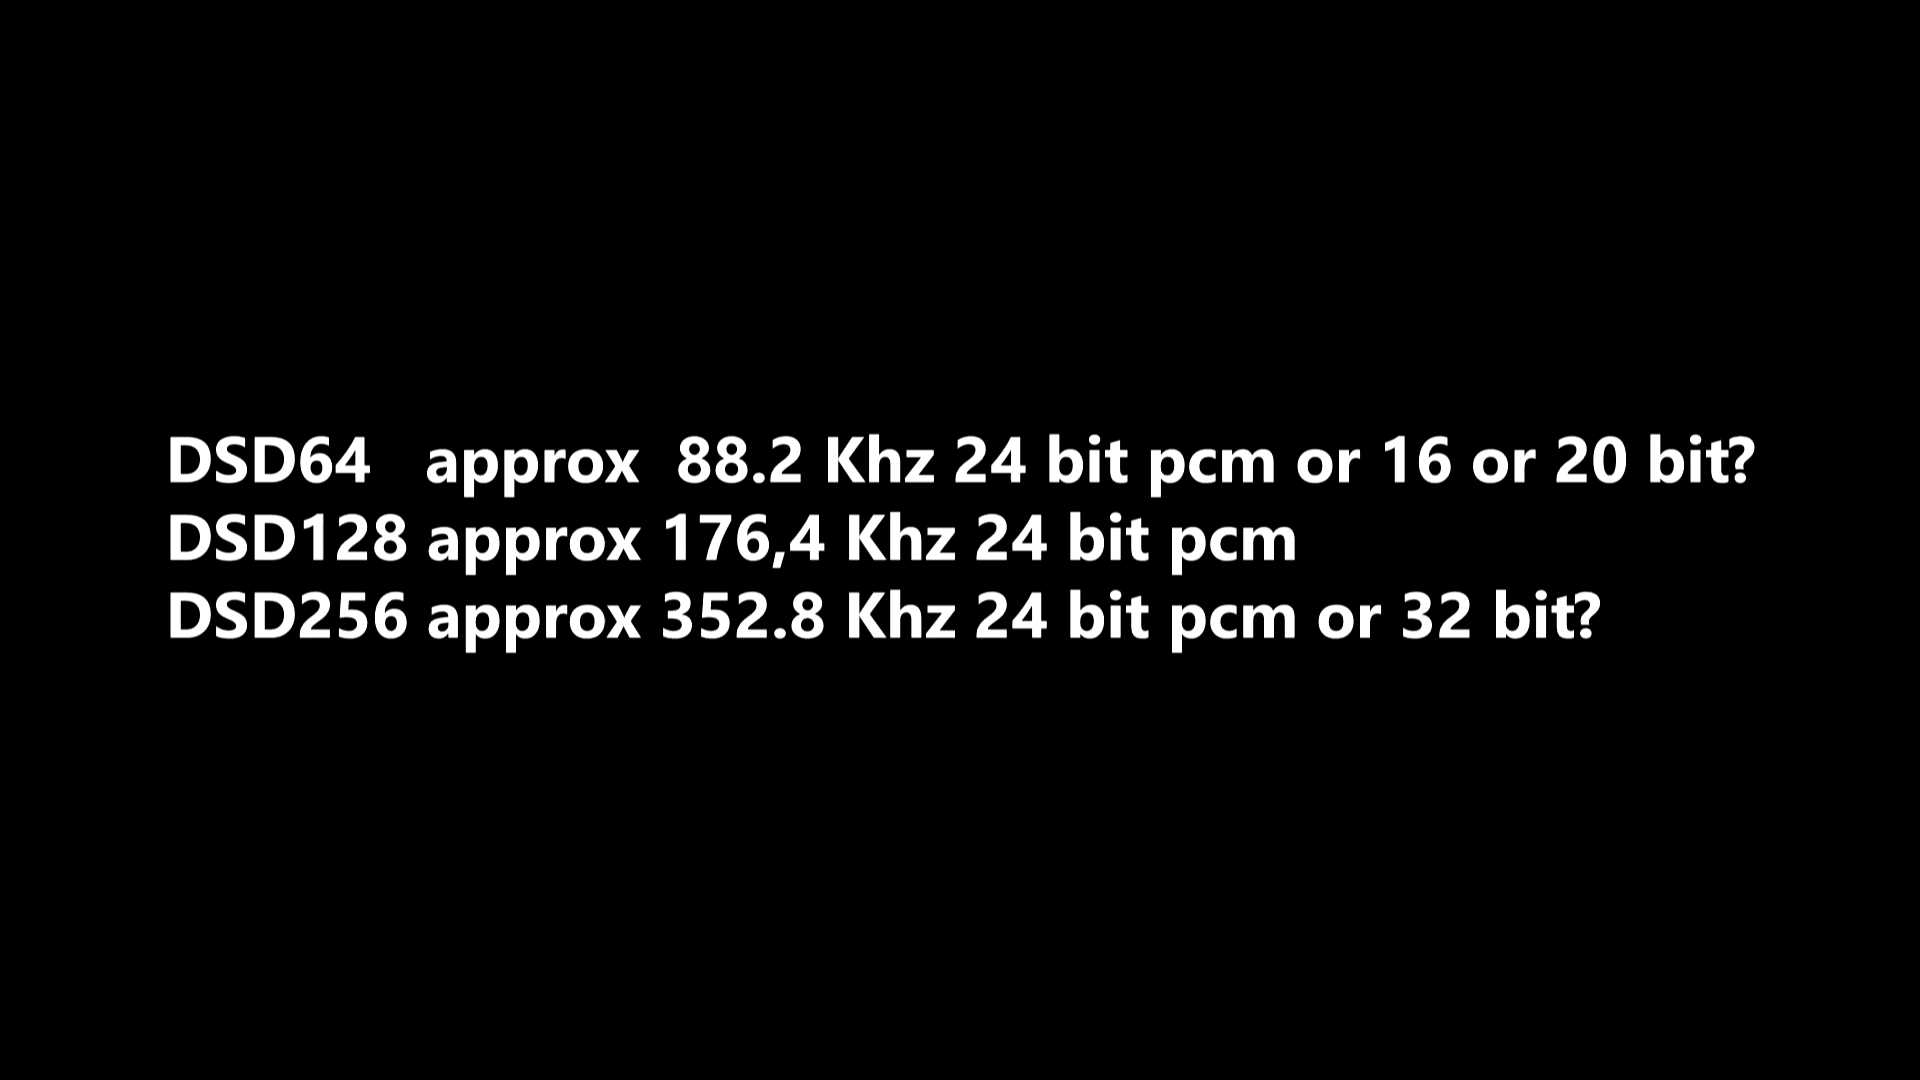 DSD64 approx 88.2 Khz 24 bit pcm or 16 or 20 bit?
DSD128 approx 176,4 Khz 24 bit pcm
DSD256 approx 352.8 Khz 24 bit pcm or 32 bit?